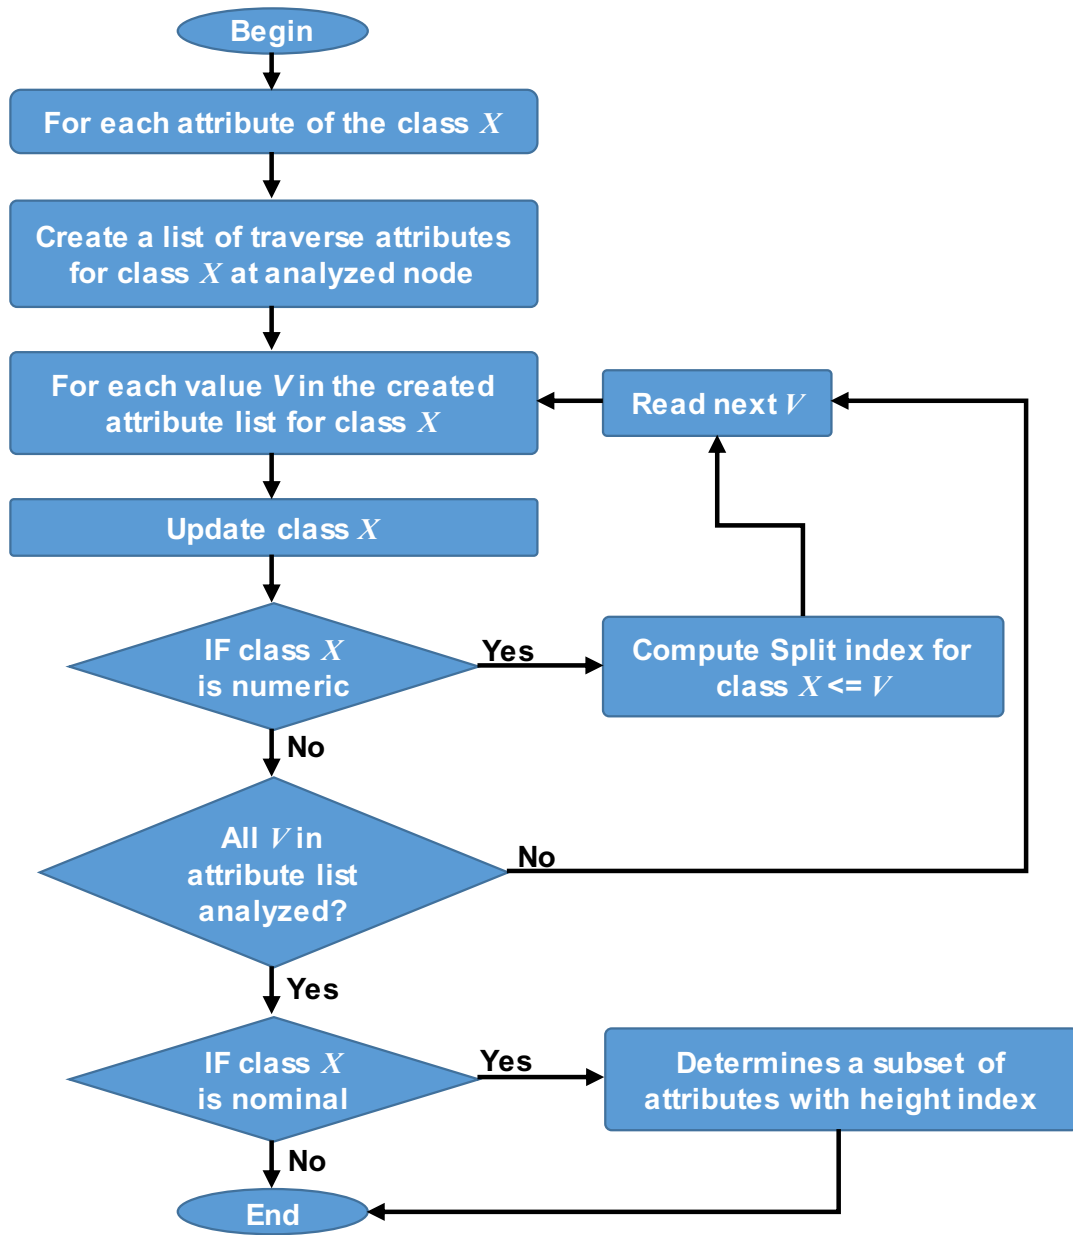 Begin
For each attribute of the class X
Create a list of traverse attributes
for class X at analyzed node
For each value V in the created
attribute list for class X
Read next V
Update class X
IF class X
is numeric
Yes
Compute Split index for
class X <= V
No
All V in
attribute list
analyzed?
No
Yes
IF class X
is nominal
Yes
Determines a subset of
attributes with height index
No
End